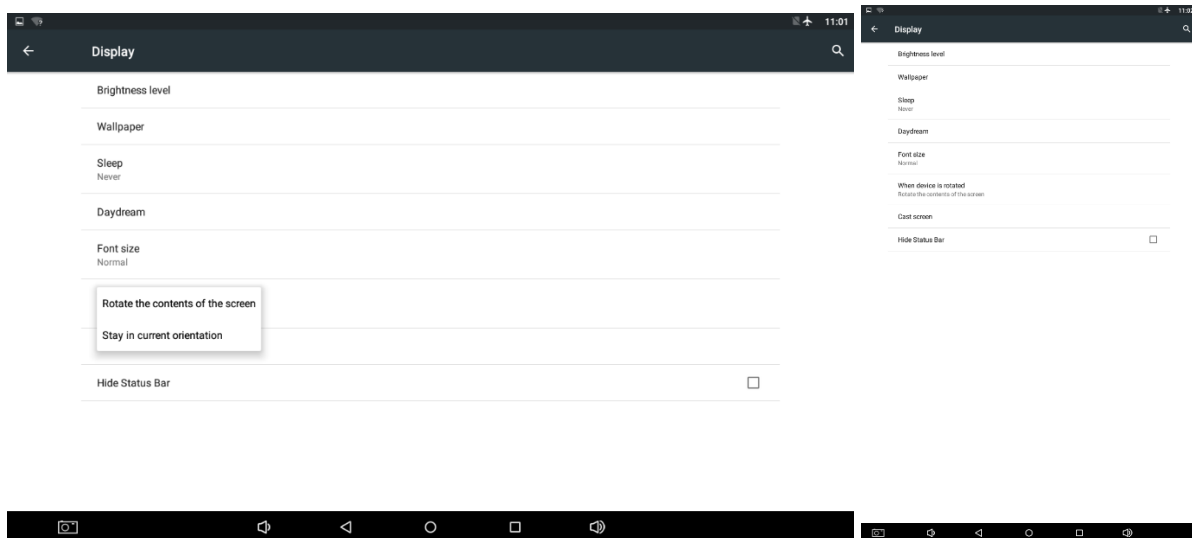 11:01
Display
Brightness level
Wallpaper
Sleep
Never
Daydream
Font size
Normal
Rotate the contents of the screen
Stay in current orientation
Hide Status Bar
11:02
Display
Brightness level
Wallpaper
Sleep
Never
Daydream
Font size
Normal
When device is rotated
Rotate the contents of the screen
Cast screen
Hide Status Bar